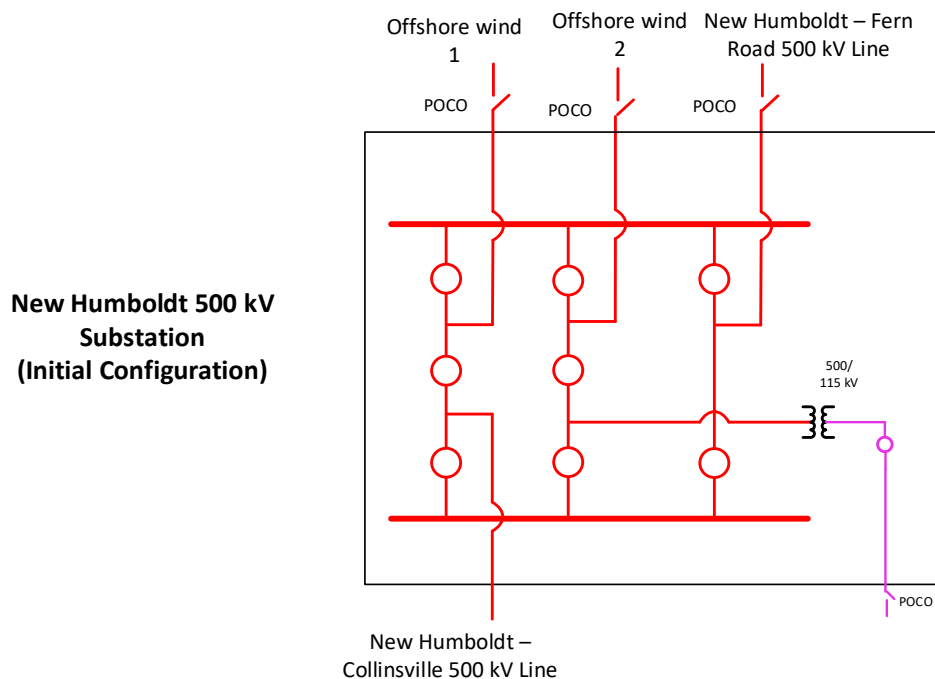 Offshore wind
1
Offshore wind
2
New Humboldt – Fern
Road 500 kV Line
POCO
POCO
POCO
New Humboldt 500 kV
Substation
(Initial Configuration)
500/
115 kV
POCO
New Humboldt –
Collinsville 500 kV Line